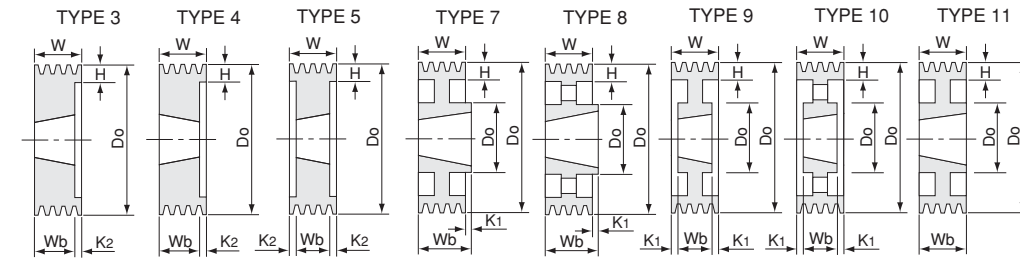 TYPE 3 TYPE 4 TYPE 5 TYPE 7 TYPE 8 TYPE 9 TYPE 10 TYPE 11
W W W W W W W W
H H H H H H H H
Do Do Do Do Do Do Do Do Do Do Do Do Do
K1 K1
Wb K2 Wb K2 K2 Wb K2 Wb Wb K1 Wb K1 K1 Wb K1 Wb